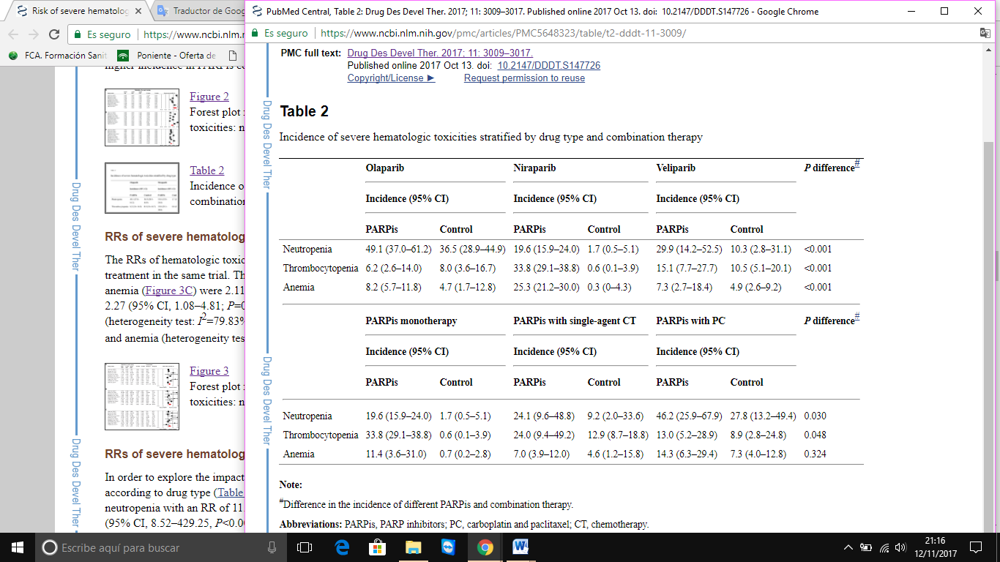 Risk of severe hematolog
Traductor de Goog
PubMed Central, Table 2: Drug Des Devel Ther. 2017; 11: 3009–3017. Published online 2017 Oct 13. doi: 10.2147/DDDT.S147726 - Google Chrome
Es seguro https://www.ncbi.nlm.n
Es seguro https://www.ncbi.nlm.nih.gov/pmc/articles/PMC5648323/table/t2-dddt-11-3009/
FCA. Formación Sanit
Poniente - Oferta de
higher incidence in PARPIs co
Figure 2
Forest plot
toxicities: n
Table 2
Incidence o
combination
Drug Des Devel Ther
RRs of severe hematolog
The RRs of hematologic toxic
treatment in the same trial. Th
anemia (Figure 3C) were 2.11
2.27 (95% CI, 1.08–4.81; P=0
(heterogeneity test: I2=79.83%
and anemia (heterogeneity tes
Figure 3
Forest plot
toxicities: n
Drug Des Devel Ther
RRs of severe hematolog
In order to explore the impact
according to drug type (Table
neutropenia with an RR of 11
(95% CI, 8.52–429.25, P<0.0
PMC full text: Drug Des Devel Ther. 2017; 11: 3009–3017.
Published online 2017 Oct 13. doi: 10.2147/DDDT.S147726
Copyright/License ► Request permission to reuse
Drug Des Devel Ther
Drug Des Devel Ther
Table 2
Incidence of severe hematologic toxicities stratified by drug type and combination therapy
Olaparib Niraparib Veliparib P difference#
Incidence (95% CI) Incidence (95% CI) Incidence (95% CI)
PARPis Control PARPis Control PARPis Control
Neutropenia 49.1 (37.0–61.2) 36.5 (28.9–44.9) 19.6 (15.9–24.0) 1.7 (0.5–5.1) 29.9 (14.2–52.5) 10.3 (2.8–31.1) <0.001
Thrombocytopenia 6.2 (2.6–14.0) 8.0 (3.6–16.7) 33.8 (29.1–38.8) 0.6 (0.1–3.9) 15.1 (7.7–27.7) 10.5 (5.1–20.1) <0.001
Anemia 8.2 (5.7–11.8) 4.7 (1.7–12.8) 25.3 (21.2–30.0) 0.3 (0–4.3) 7.3 (2.7–18.4) 4.9 (2.6–9.2) <0.001
PARPis monotherapy PARPis with single-agent CT PARPis with PC P difference#
Incidence (95% CI) Incidence (95% CI) Incidence (95% CI)
PARPis Control PARPis Control PARPis Control
Neutropenia 19.6 (15.9–24.0) 1.7 (0.5–5.1) 24.1 (9.6–48.8) 9.2 (2.0–33.6) 46.2 (25.9–67.9) 27.8 (13.2–49.4) 0.030
Thrombocytopenia 33.8 (29.1–38.8) 0.6 (0.1–3.9) 24.0 (9.4–49.2) 12.9 (8.7–18.8) 13.0 (5.2–28.9) 8.9 (2.8–24.8) 0.048
Anemia 11.4 (3.6–31.0) 0.7 (0.2–2.8) 7.0 (3.9–12.0) 4.6 (1.2–15.8) 14.3 (6.3–29.4) 7.3 (4.0–12.8) 0.324
Note:
#Difference in the incidence of different PARPis and combination therapy.
Abbreviations: PARPis, PARP inhibitors; PC, carboplatin and paclitaxel; CT, chemotherapy.
Escribe aquí para buscar
21:16
12/11/2017